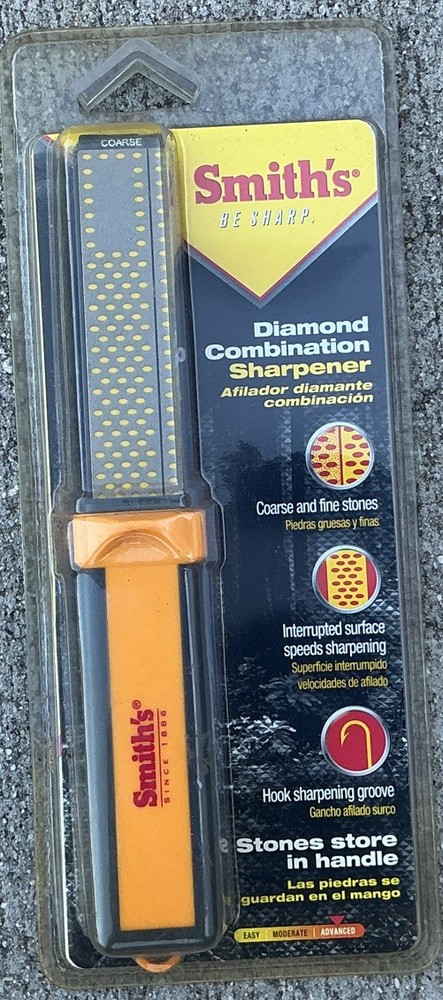 COARSE
Smith's®
BE SHARP.
Diamond
Combination
Sharpener
Afilador diamante
combinación
Coarse and fine stones
Piedras gruesas y finas
Interrupted surface
speeds sharpening
Superficie interrumpido
velocidades de afilado
Hook sharpening groove
Gancho afilado surco
Stones store
in handle
Las piedras se
guardan en el mango
EASY MODERATE ADVANCED
Smith's®
SINCE 1886